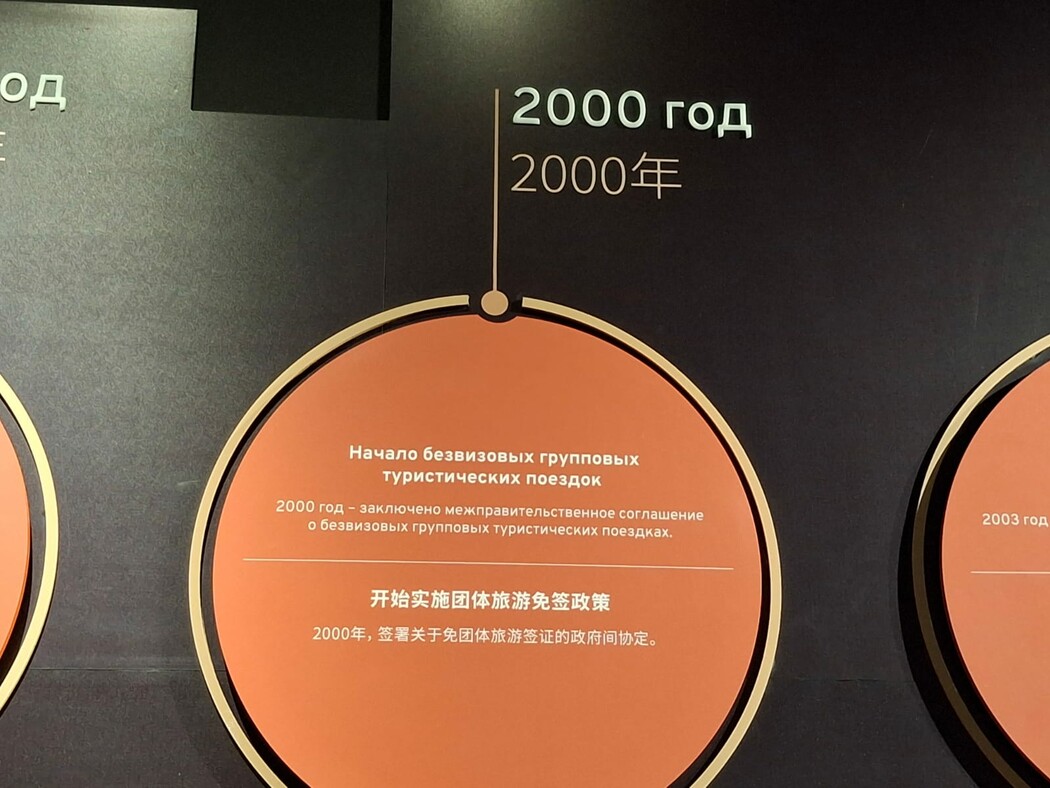 од
2000 год
2000年
Начало безвизовых групповых
туристических поездок
2000 год – заключено межправительственное соглашение
о безвизовых групповых туристических поездках.
开始实施团体旅游免签政策
2000年，签署关于免团体旅游签证的政府间协定。
2003 год